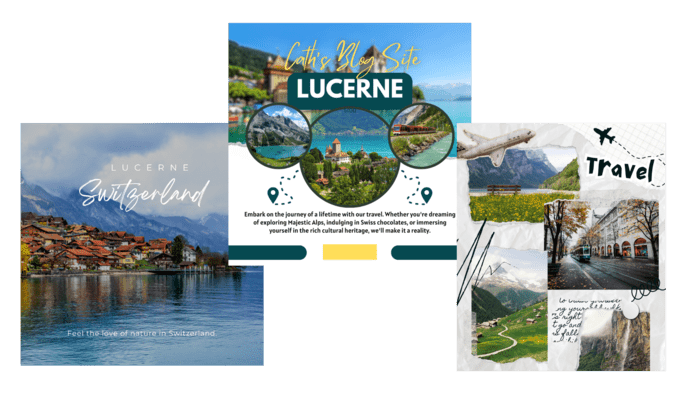 LUCERNE
Switzerland
Feel the love of nature in Switzerland
Cath's Blog Site
LUCERNE
Embark on the journey of a lifetime with our travel. Whether you're dreaming
of exploring Majestic Alps, indulging in Swiss chocolates, or immersing
yourself in the rich cultural heritage, we'll make it a reality.
Travel